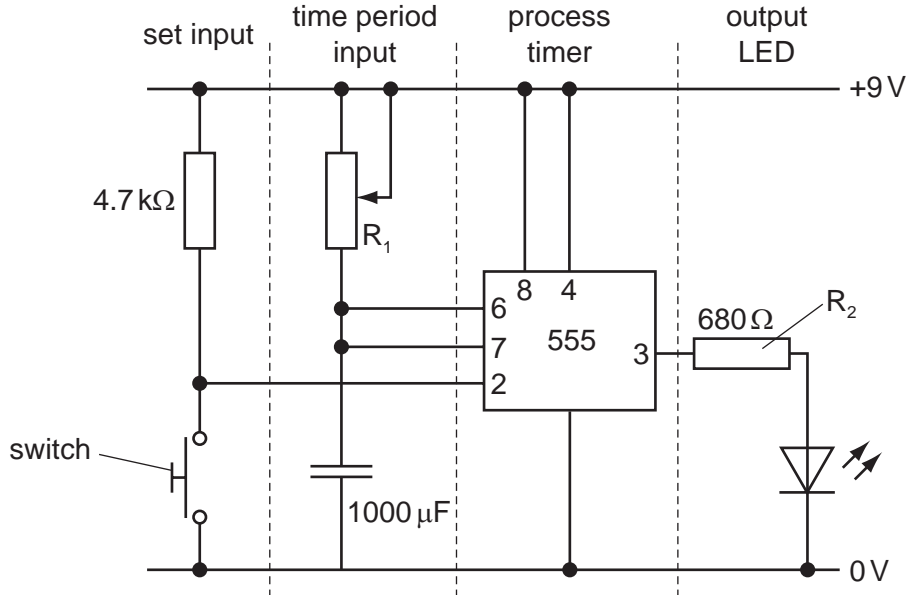 set input
time period
input
process
timer
output
LED
+9 V
4.7 kΩ
R₁
8
4
6
7
2
555
3
680 Ω
R₂
switch
1000 μF
0 V